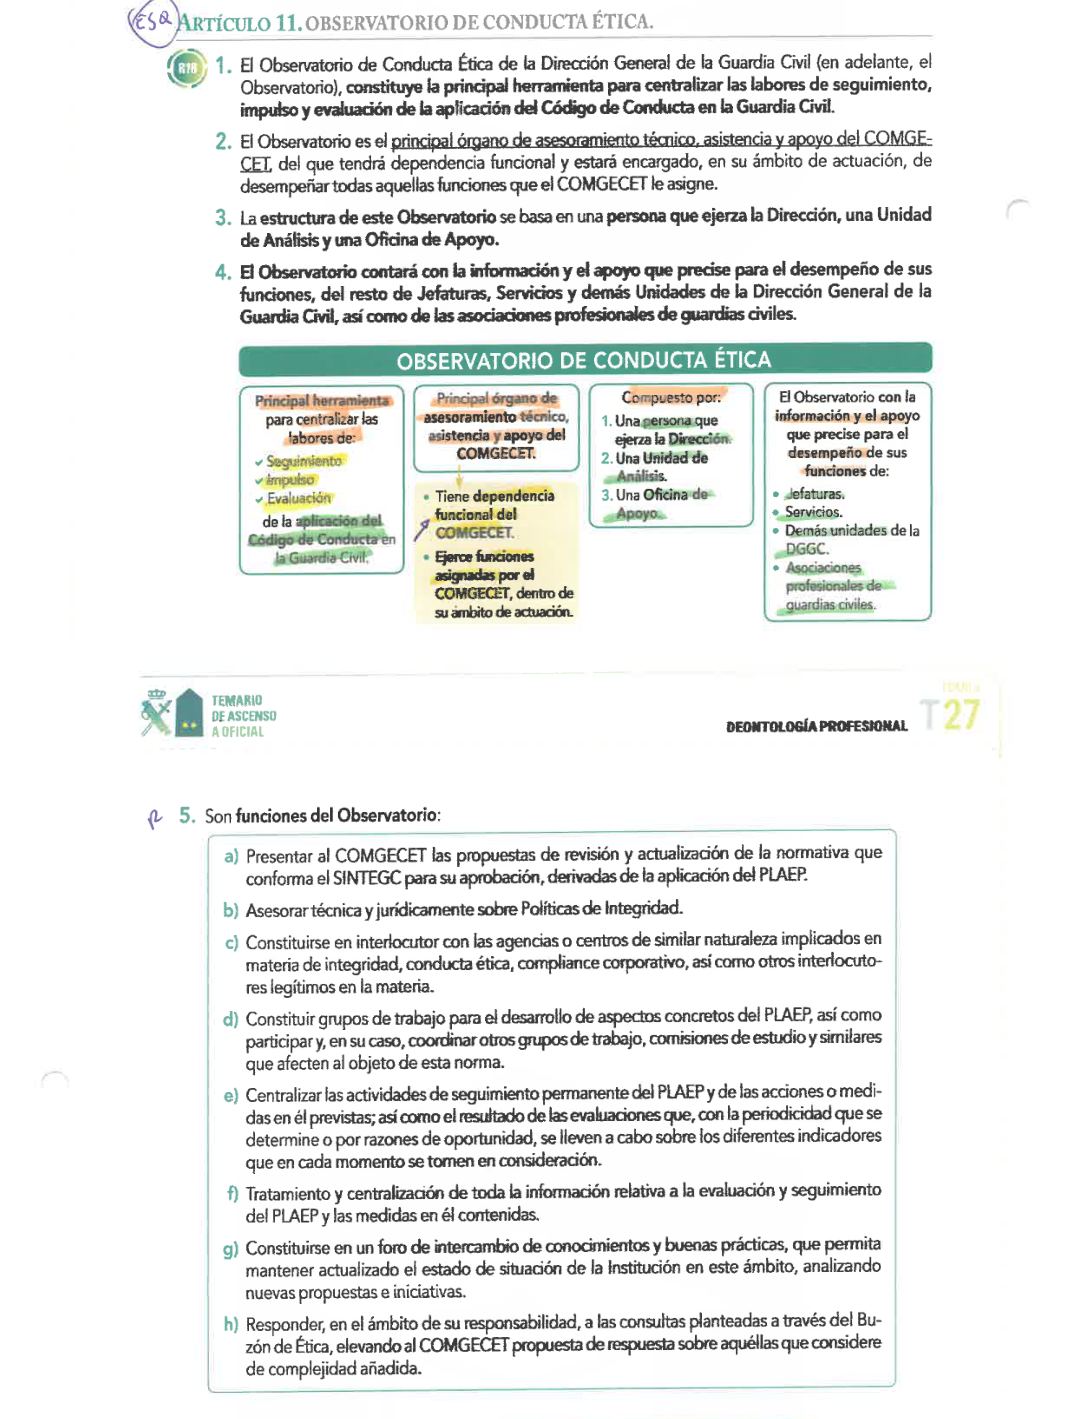 ESQ ARTÍCULO 11. OBSERVATORIO DE CONDUCTA ÉTICA.
R18 1. El Observatorio de Conducta Ética de la Dirección General de la Guardia Civil (en adelante, el
Observatorio), constituye la principal herramienta para centralizar las labores de seguimiento,
impulso y evaluación de la aplicación del Código de Conducta en la Guardia Civil.
2. El Observatorio es el principal órgano de asesoramiento técnico, asistencia y apoyo del COMGE-
CET, del que tendrá dependencia funcional y estará encargado, en su ámbito de actuación, de
desempeñar todas aquellas funciones que el COMGECET le asigne.
3. La estructura de este Observatorio se basa en una persona que ejerza la Dirección, una Unidad
de Análisis y una Oficina de Apoyo.
4. El Observatorio contará con la información y el apoyo que precise para el desempeño de sus
funciones, del resto de Jefaturas, Servicios y demás Unidades de la Dirección General de la
Guardia Civil, así como de las asociaciones profesionales de guardias civiles.
OBSERVATORIO DE CONDUCTA ÉTICA
Principal herramienta
para centralizar las
labores de:
✓ Seguimiento
✓ Impulso
✓ Evaluación
de la aplicación del
Código de Conducta en
la Guardia Civil.
Principal órgano de
asesoramiento técnico,
asistencia y apoyo del
COMGECET.
• Tiene dependencia
funcional del
COMGECET.
• Ejerce funciones
asignadas por el
COMGECET, dentro de
su ámbito de actuación.
Compuesto por:
1. Una persona que
ejerza la Dirección.
2. Una Unidad de
Análisis.
3. Una Oficina de
Apoyo.
El Observatorio con la
información y el apoyo
que precise para el
desempeño de sus
funciones de:
• Jefaturas.
• Servicios.
• Demás unidades de la
DGGC.
• Asociaciones
profesionales de
guardias civiles.
TEMARIO
DE ASCENSO
A OFICIAL
DEONTOLOGÍA PROFESIONAL
T27
5. Son funciones del Observatorio:
a) Presentar al COMGECET las propuestas de revisión y actualización de la normativa que
conforma el SINTEGC para su aprobación, derivadas de la aplicación del PLAEP.
b) Asesorar técnica y jurídicamente sobre Políticas de Integridad.
c) Constituirse en interlocutor con las agencias o centros de similar naturaleza implicados en
materia de integridad, conducta ética, compliance corporativo, así como otros interlocuto-
res legítimos en la materia.
d) Constituir grupos de trabajo para el desarrollo de aspectos concretos del PLAEP, así como
participar y, en su caso, coordinar otros grupos de trabajo, comisiones de estudio y similares
que afecten al objeto de esta norma.
e) Centralizar las actividades de seguimiento permanente del PLAEP y de las acciones o medi-
das en él previstas; así como el resultado de las evaluaciones que, con la periodicidad que se
determine o por razones de oportunidad, se lleven a cabo sobre los diferentes indicadores
que en cada momento se tomen en consideración.
f) Tratamiento y centralización de toda la información relativa a la evaluación y seguimiento
del PLAEP y las medidas en él contenidas.
g) Constituirse en un foro de intercambio de conocimientos y buenas prácticas, que permita
mantener actualizado el estado de situación de la Institución en este ámbito, analizando
nuevas propuestas e iniciativas.
h) Responder, en el ámbito de su responsabilidad, a las consultas planteadas a través del Bu-
zón de Ética, elevando al COMGECET propuesta de respuesta sobre aquéllas que considere
de complejidad añadida.